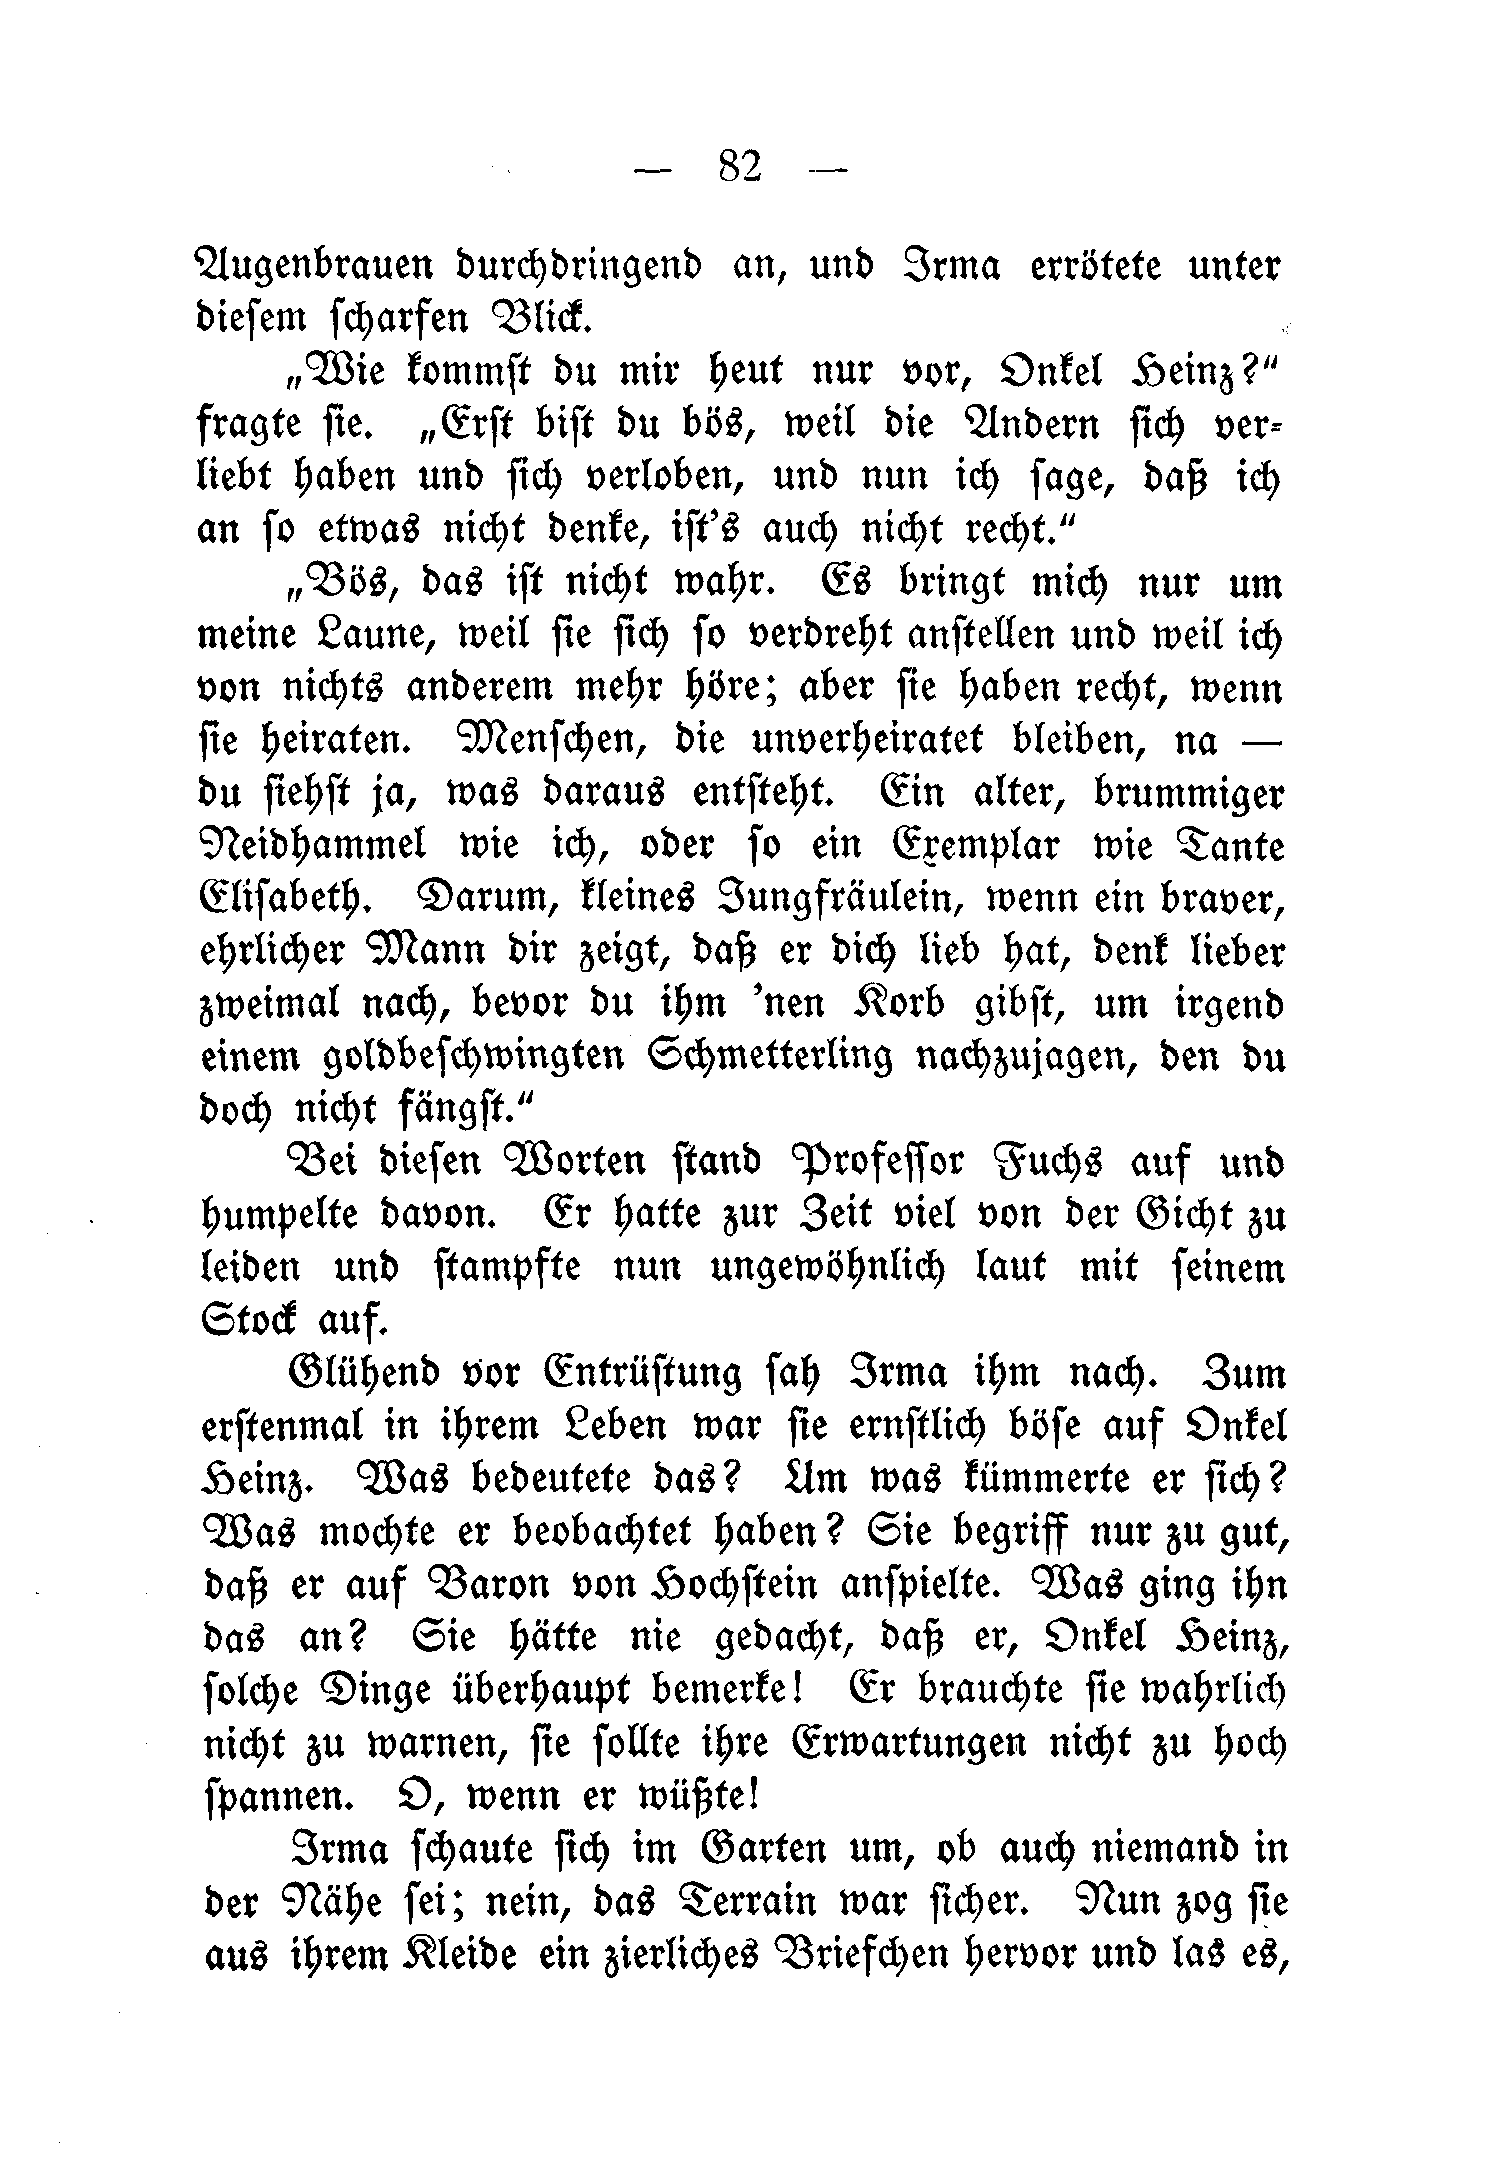 — 82 —
Augenbrauen durchdringend an, und Irma errötete unter
dieſem ſcharfen Blick.
„Wie kommſt du mir heut nur vor, Onkel Heinz?“
fragte ſie. „Erſt biſt du bös, weil die Andern ſich ver-
liebt haben und ſich verloben, und nun ich ſage, daß ich
an ſo etwas nicht denke, iſt’s auch nicht recht.“
„Bös, das iſt nicht wahr. Es bringt mich nur um
meine Laune, weil ſie ſich ſo verdreht anſtellen und weil ich
von nichts anderem mehr höre; aber ſie haben recht, wenn
ſie heiraten. Menſchen, die unverheiratet bleiben, na —
du ſiehſt ja, was daraus entſteht. Ein alter, brummiger
Neidhammel wie ich, oder ſo ein Exemplar wie Tante
Eliſabeth. Darum, kleines Jungfräulein, wenn ein braver,
ehrlicher Mann dir zeigt, daß er dich lieb hat, denk lieber
zweimal nach, bevor du ihm ’nen Korb gibſt, um irgend
einem goldbeſchwingten Schmetterling nachzujagen, den du
doch nicht fängſt.“
Bei dieſen Worten ſtand Profeſſor Fuchs auf und
humpelte davon. Er hatte zur Zeit viel von der Gicht zu
leiden und ſtampfte nun ungewöhnlich laut mit ſeinem
Stock auf.
Glühend vor Entrüſtung ſah Irma ihm nach. Zum
erſtenmal in ihrem Leben war ſie ernſtlich böſe auf Onkel
Heinz. Was bedeutete das? Um was kümmerte er ſich?
Was mochte er beobachtet haben? Sie begriff nur zu gut,
daß er auf Baron von Hochſtein anſpielte. Was ging ihn
das an? Sie hätte nie gedacht, daß er, Onkel Heinz,
ſolche Dinge überhaupt bemerke! Er brauchte ſie wahrlich
nicht zu warnen, ſie ſollte ihre Erwartungen nicht zu hoch
ſpannen. O, wenn er wüßte!
Irma ſchaute ſich im Garten um, ob auch niemand in
der Nähe ſei; nein, das Terrain war ſicher. Nun zog ſie
aus ihrem Kleide ein zierliches Briefchen hervor und las es,